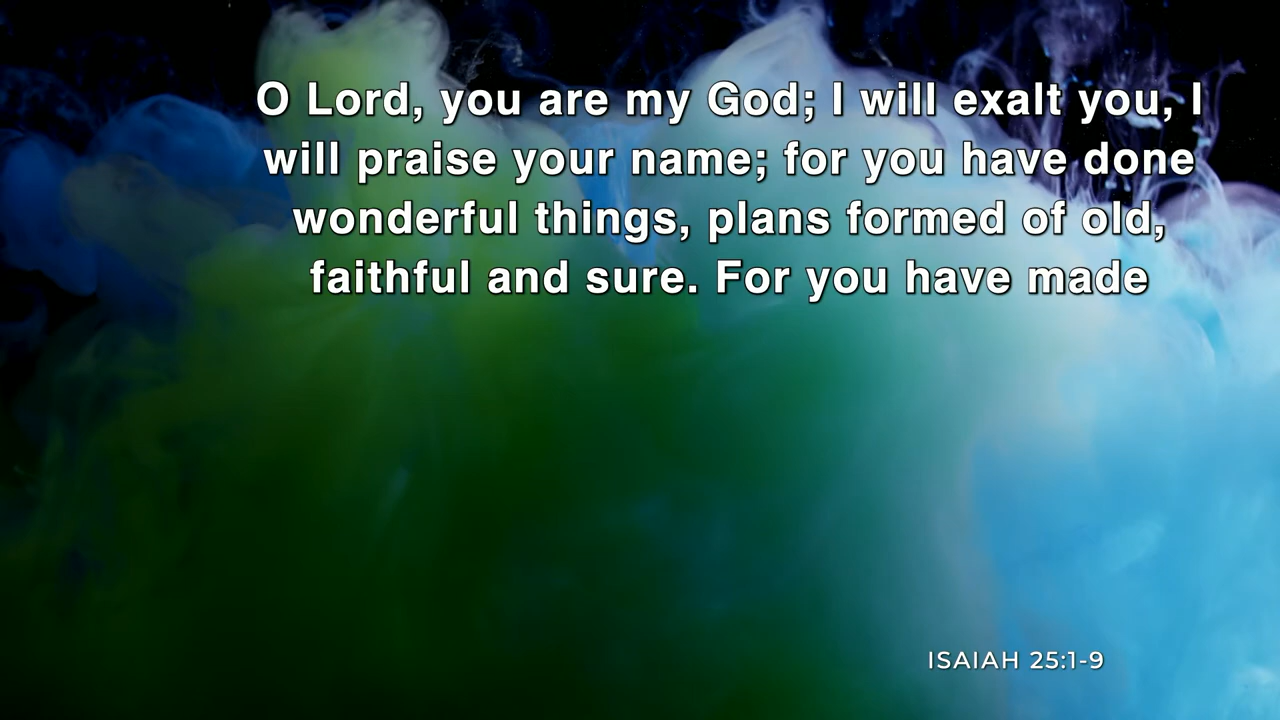 O Lord, you are my God; I will exalt you, I
will praise your name; for you have done
wonderful things, plans formed of old,
faithful and sure. For you have made
ISAIAH 25:1-9